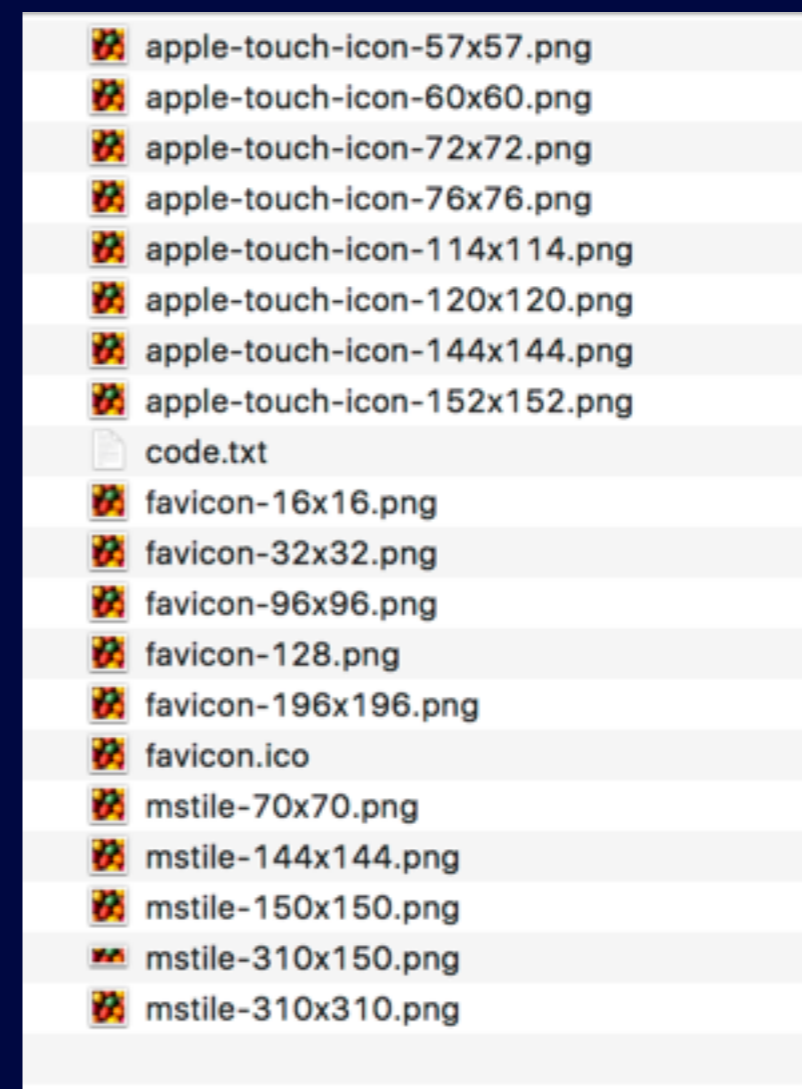 apple-touch-icon-57x57.png
apple-touch-icon-60x60.png
apple-touch-icon-72x72.png
apple-touch-icon-76x76.png
apple-touch-icon-114x114.png
apple-touch-icon-120x120.png
apple-touch-icon-144x144.png
apple-touch-icon-152x152.png
code.txt
favicon-16x16.png
favicon-32x32.png
favicon-96x96.png
favicon-128.png
favicon-196x196.png
favicon.ico
mstile-70x70.png
mstile-144x144.png
mstile-150x150.png
mstile-310x150.png
mstile-310x310.png